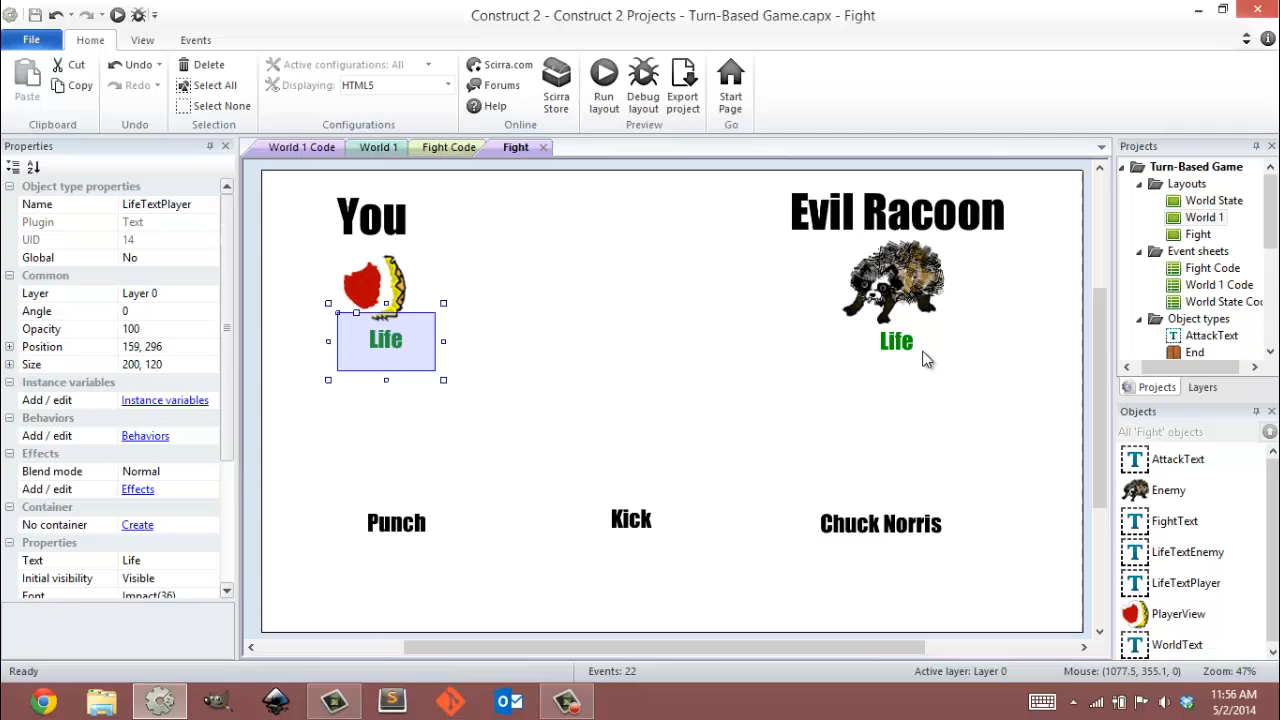 Construct 2 - Construct 2 Projects - Turn-Based Game.capx - Fight
File Home View Events
Paste
Cut
Copy
Clipboard
Undo
Redo
Undo
Delete
Select All
Select None
Selection
Active configurations: All
Displaying: HTML5
Configurations
Scirra.com
Forums
Help
Scirra Store
Online
Run layout
Debug layout
Export project
Preview
Start Page
Go
Properties
Object type properties
Name LifeTextPlayer
Plugin Text
UID 14
Global No
Common
Layer Layer 0
Angle 0
Opacity 100
Position 159, 296
Size 200, 120
Instance variables
Add / edit Instance variables
Behaviors
Add / edit Behaviors
Effects
Blend mode Normal
Add / edit Effects
Container
No container Create
Properties
Text Life
Initial visibility Visible
Font Impact(36)
World 1 Code World 1 Fight Code Fight
You
Evil Racoon
Life
Life
Punch
Kick
Chuck Norris
Projects
Turn-Based Game
Layouts
World State
World 1
Fight
Event sheets
Fight Code
World 1 Code
World State Co
Object types
AttackText
End
Projects Layers
Objects
All 'Fight' objects
AttackText
Enemy
FightText
LifeTextEnemy
LifeTextPlayer
PlayerView
WorldText
Ready
Events: 22
Active layer: Layer 0
Mouse: (1077.5, 355.1, 0)
Zoom: 47%
11:56 AM
5/2/2014